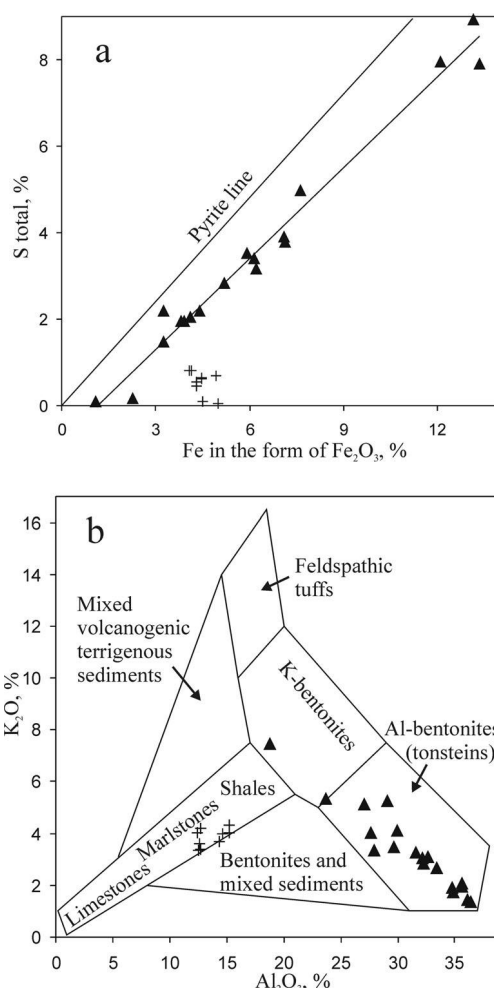 a
S total, %
8
6
4
2
0
Pyrite line
0
3
6
9
12
Fe in the form of Fe₂O₃, %
b
K₂O, %
16
14
12
10
8
6
4
2
0
Feldspathic
tuffs
Mixed
volcanogenic
terrigenous
sediments
K-bentonites
Al-bentonites
(tonsteins)
Shales
Marlstones
Limestones
Bentonites and
mixed sediments
0
5
10
15
20
25
30
35
Al₂O₃, %